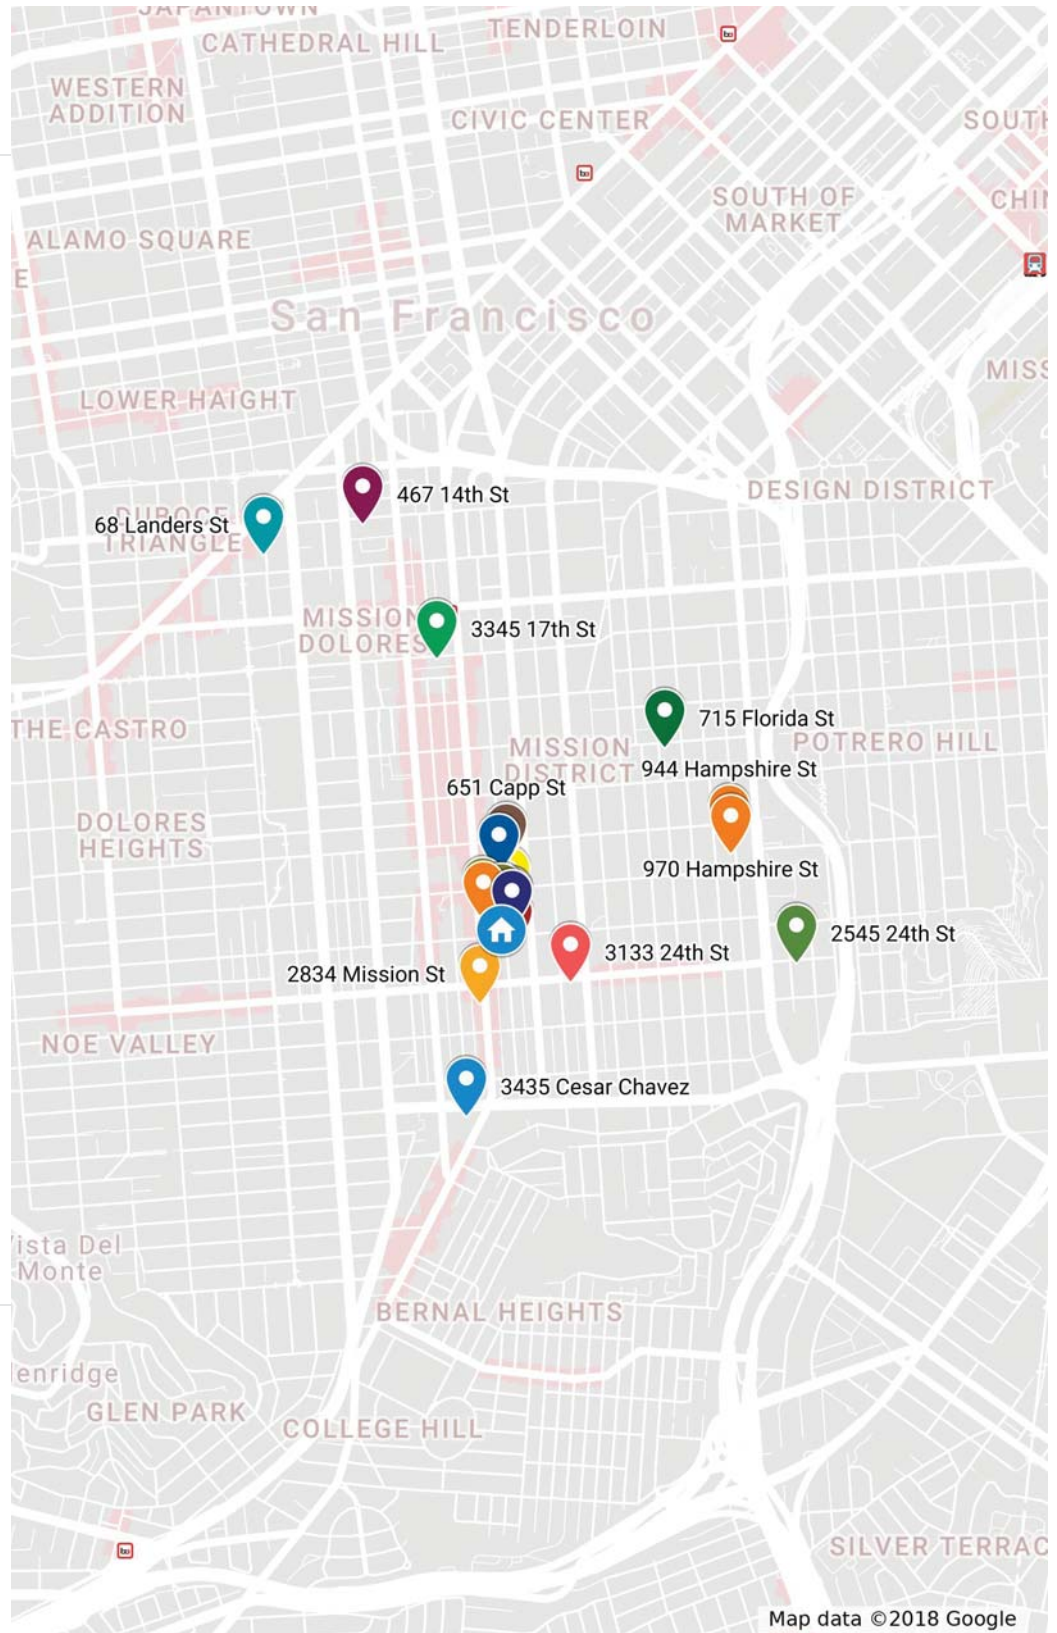 JAPANTOWN
CATHEDRAL HILL
TENDERLOIN
WESTERN
ADDITION
CIVIC CENTER
SOUTH
SOUTH OF
MARKET
CHIN
ALAMO SQUARE
E
San Francisco
MISS
LOWER HAIGHT
467 14th St
DESIGN DISTRICT
68 Landers St
DUBOCE
TRIANGLE
MISSION
DOLORES
3345 17th St
715 Florida St
THE CASTRO
MISSION
DISTRICT
POTRERO HILL
944 Hampshire St
651 Capp St
DOLORES
HEIGHTS
970 Hampshire St
2545 24th St
3133 24th St
2834 Mission St
NOE VALLEY
3435 Cesar Chavez
ista Del
Monte
BERNAL HEIGHTS
lenridge
GLEN PARK
COLLEGE HILL
SILVER TERRAC
Map data ©2018 Google